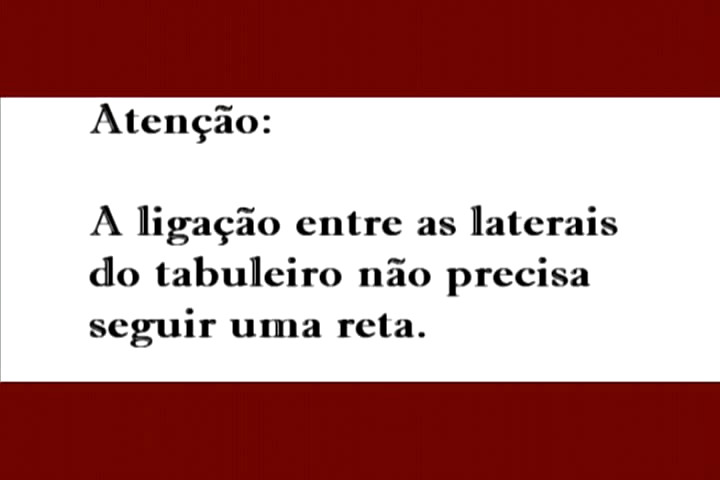 Atenção:
A ligação entre as laterais
do tabuleiro não precisa
seguir uma reta.